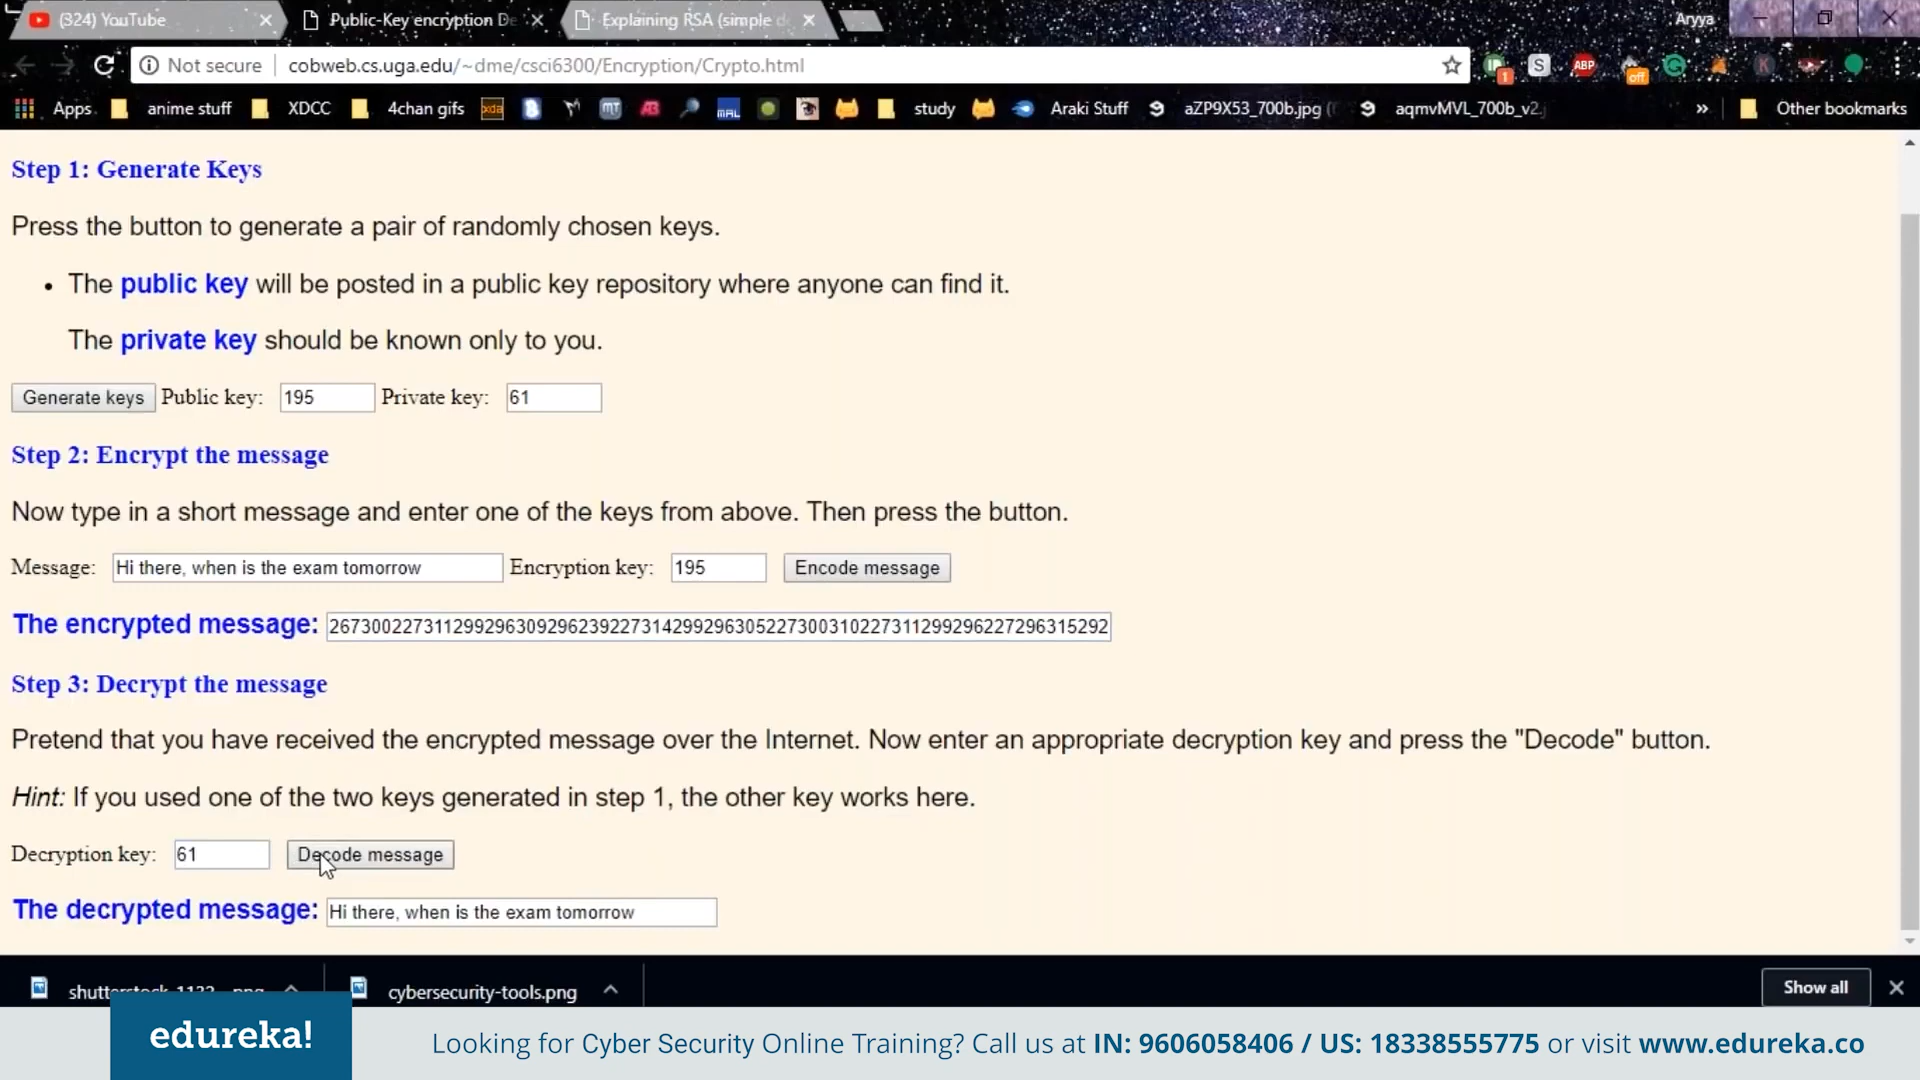 (324) YouTube
Public-Key encryption De
Explaining RSA (simple d
Aryya
Not secure
cobweb.cs.uga.edu/~dme/csci6300/Encryption/Crypto.html
1
S
ABP
off
K
Apps
anime stuff
XDCC
4chan gifs
xda
MT
AB
MAL
study
Araki Stuff
aZP9X53_700b.jpg (
aqmvMVL_700b_v2.
»
Other bookmarks
Step 1: Generate Keys
Press the button to generate a pair of randomly chosen keys.
• The public key will be posted in a public key repository where anyone can find it.
The private key should be known only to you.
Generate keys Public key: 195 Private key: 61
Step 2: Encrypt the message
Now type in a short message and enter one of the keys from above. Then press the button.
Message: Hi there, when is the exam tomorrow Encryption key: 195 Encode message
The encrypted message: 267300227311299296309296239227314299296305227300310227311299296227296315292
Step 3: Decrypt the message
Pretend that you have received the encrypted message over the Internet. Now enter an appropriate decryption key and press the "Decode" button.
Hint: If you used one of the two keys generated in step 1, the other key works here.
Decryption key: 61 Decode message
The decrypted message: Hi there, when is the exam tomorrow
cybersecurity-tools.png
Show all
edureka!
Looking for Cyber Security Online Training? Call us at IN: 9606058406 / US: 18338555775 or visit www.edureka.co